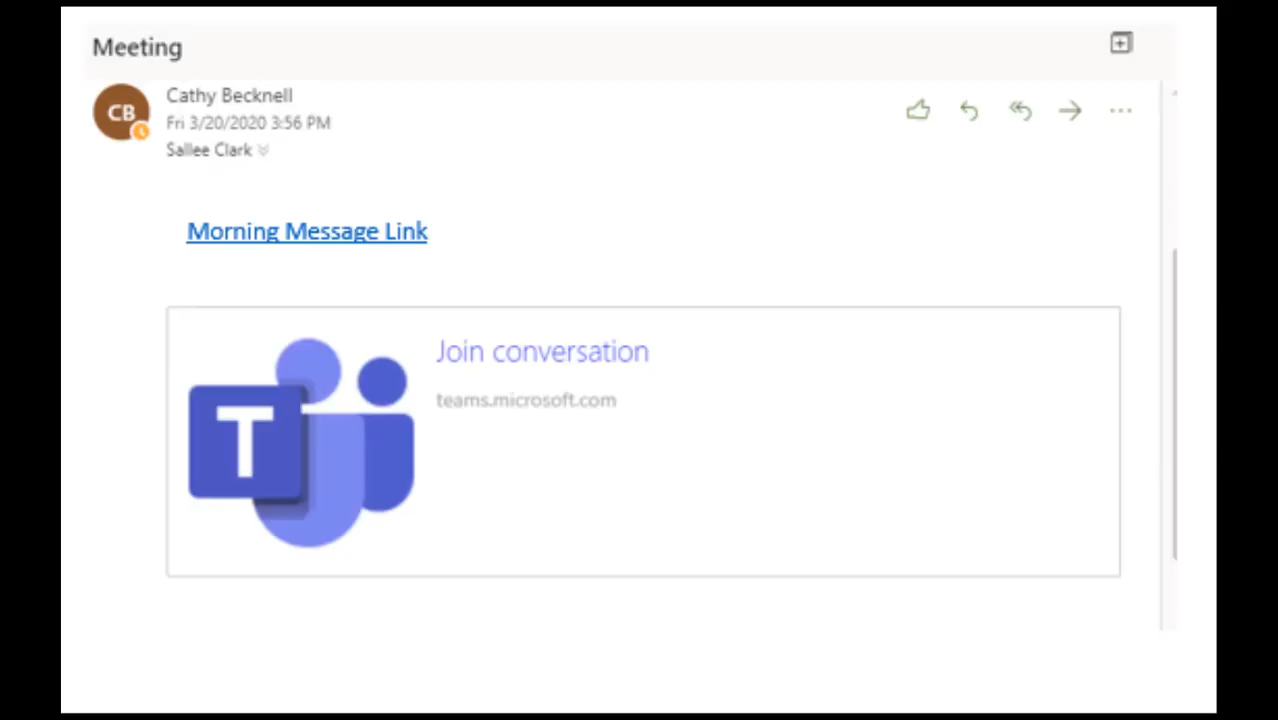 Meeting
CB
Cathy Becknell
Fri 3/20/2020 3:56 PM
Sallee Clark
Morning Message Link
T
Join conversation
teams.microsoft.com